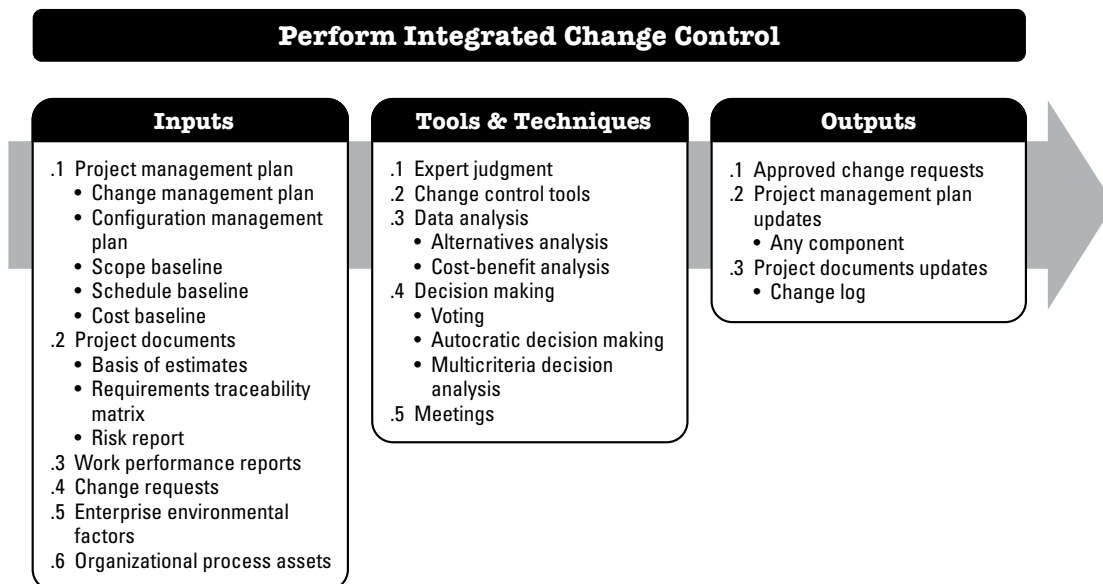 Perform Integrated Change Control
Inputs
.1 Project management plan
• Change management plan
• Configuration management
plan
• Scope baseline
• Schedule baseline
• Cost baseline
.2 Project documents
• Basis of estimates
• Requirements traceability
matrix
• Risk report
.3 Work performance reports
.4 Change requests
.5 Enterprise environmental
factors
.6 Organizational process assets
Tools & Techniques
.1 Expert judgment
.2 Change control tools
.3 Data analysis
• Alternatives analysis
• Cost-benefit analysis
.4 Decision making
• Voting
• Autocratic decision making
• Multicriteria decision
analysis
.5 Meetings
Outputs
.1 Approved change requests
.2 Project management plan
updates
• Any component
.3 Project documents updates
• Change log